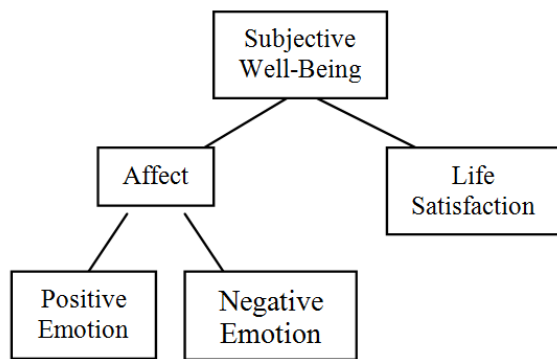 Subjective
Well-Being
Affect
Life
Satisfaction
Positive
Emotion
Negative
Emotion